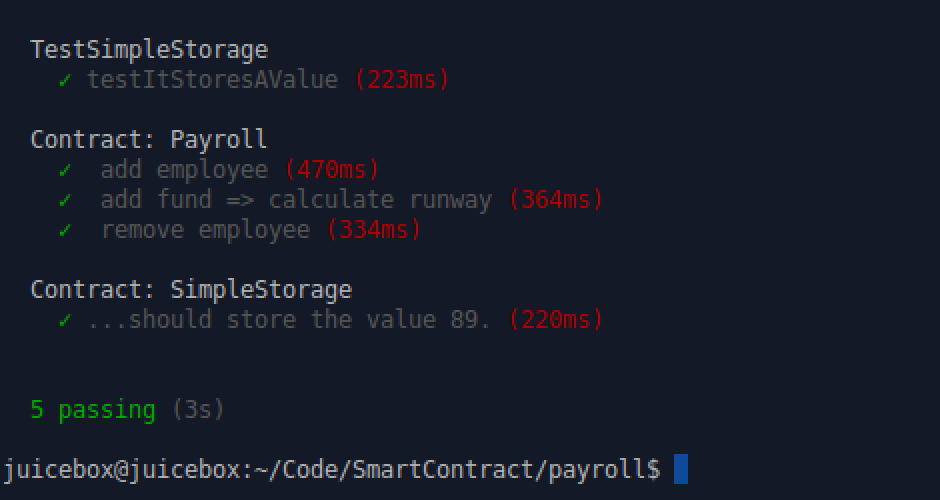 TestSimpleStorage
✓ testItStoresAValue (223ms)
Contract: Payroll
✓ add employee (470ms)
✓ add fund => calculate runway (364ms)
✓ remove employee (334ms)
Contract: SimpleStorage
✓ ...should store the value 89. (220ms)
5 passing (3s)
juicebox@juicebox:~/Code/SmartContract/payroll$